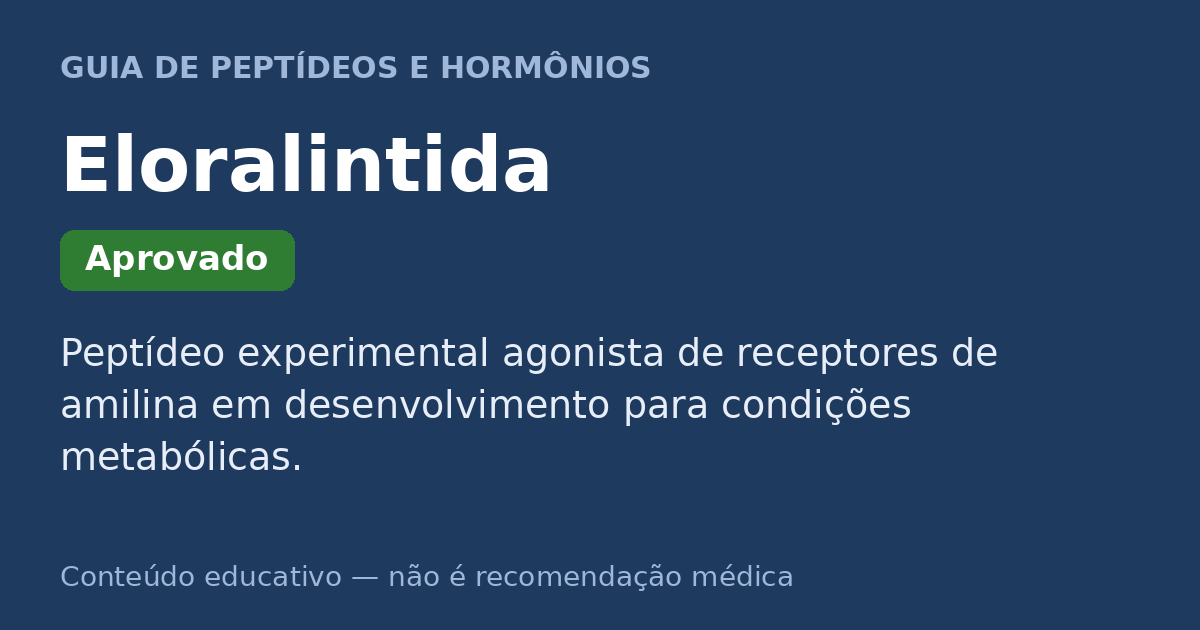 GUIA DE PEPTÍDEOS E HORMÔNIOS
Eloralintida
Aprovado
Peptídeo experimental agonista de receptores de
amilina em desenvolvimento para condições
metabólicas.
Conteúdo educativo — não é recomendação médica